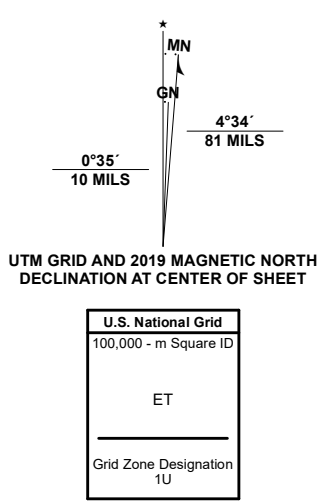 ★
MN
GN
4°34´
81 MILS
0°35´
10 MILS
UTM GRID AND 2019 MAGNETIC NORTH
DECLINATION AT CENTER OF SHEET
U.S. National Grid
100,000 - m Square ID
ET
Grid Zone Designation
1U